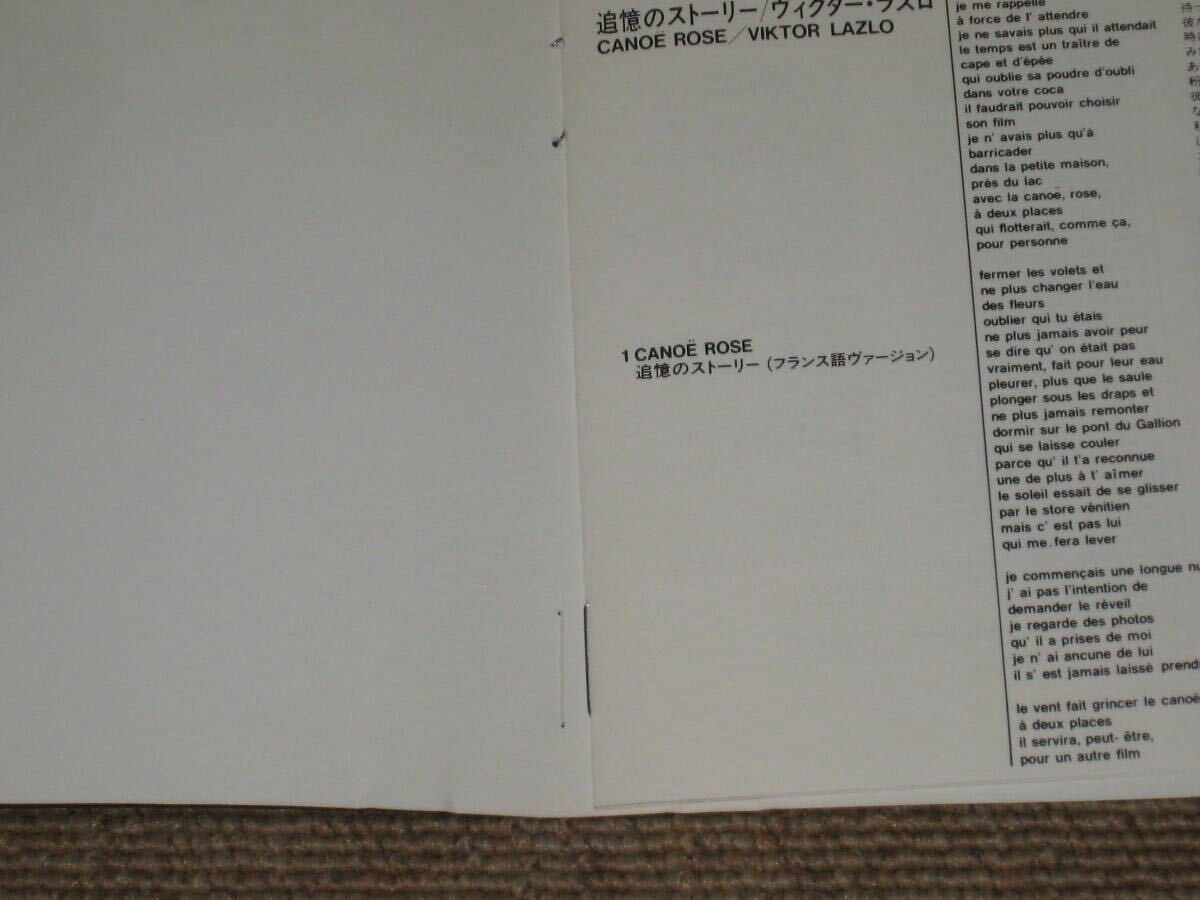 追憶のストーリー/ヴィクター・ラズロ
CANOË ROSE/VIKTOR LAZLO
1 CANOË ROSE
追憶のストーリー (フランス語ヴァージョン)
je me rappelle
à force de l' attendre
je ne savais plus qui il attendait
le temps est un traître de
cape et d'épée
qui oublie sa poudre d'oubli
dans votre coca
il faudrait pouvoir choisir
son film
je n' avais plus qu'à
barricader
dans la petite maison,
près du lac
avec la canoë, rose,
à deux places
qui flotterait, comme ça,
pour personne
fermer les volets et
ne plus changer l'eau
des fleurs
oublier qui tu étais
ne plus jamais avoir peur
se dire qu' on était pas
vraiment, fait pour leur eau
pleurer, plus que le saule
plonger sous les draps et
ne plus jamais remonter
dormir sur le pont du Gallion
qui se laisse couler
parce qu' il t'a reconnue
une de plus à t' aîmer
le soleil essait de se glisser
par le store vénitien
mais c' est pas lui
qui me fera lever
je commençais une longue nu
j' ai pas l'intention de
demander le réveil
je regarde des photos
qu' il a prises de moi
je n' ai ancune de lui
il s' est jamais laissé prend
le vent fait grincer le canoë
à deux places
il servira, peut- être,
pour un autre film